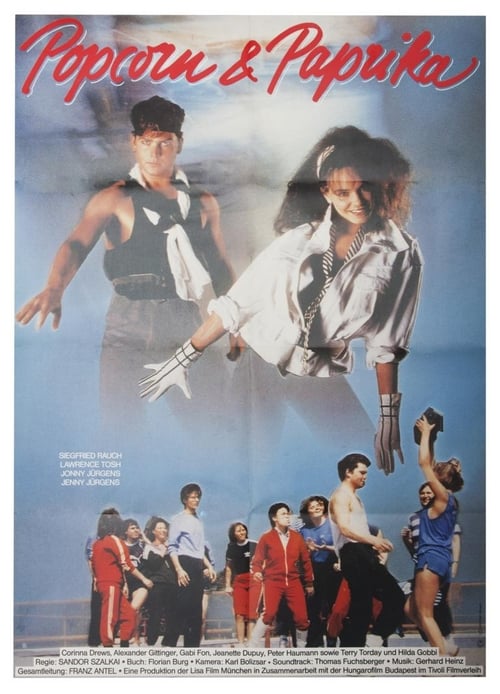 Popcorn & Paprika
SIEGFRIED RAUCH
LAWRENCE TOSH
JONNY JÜRGENS
JENNY JÜRGENS
Corinna Drews, Alexander Gittinger, Gabi Fon, Jeanette Dupuy, Peter Haumann sowie Terry Torday und Hilda Gobbi
Regie: SANDOR SZALKAI • Buch: Florian Burg • Kamera: Karl Bolizsar • Soundtrack: Thomas Fuchsberger • Musik: Gerhard Heinz
Gesamtleitung: FRANZ ANTEL • Eine Produktion der Lisa Film München in Zusammenarbeit mit der Hungarofilm Budapest im Tivoli Filmverleih